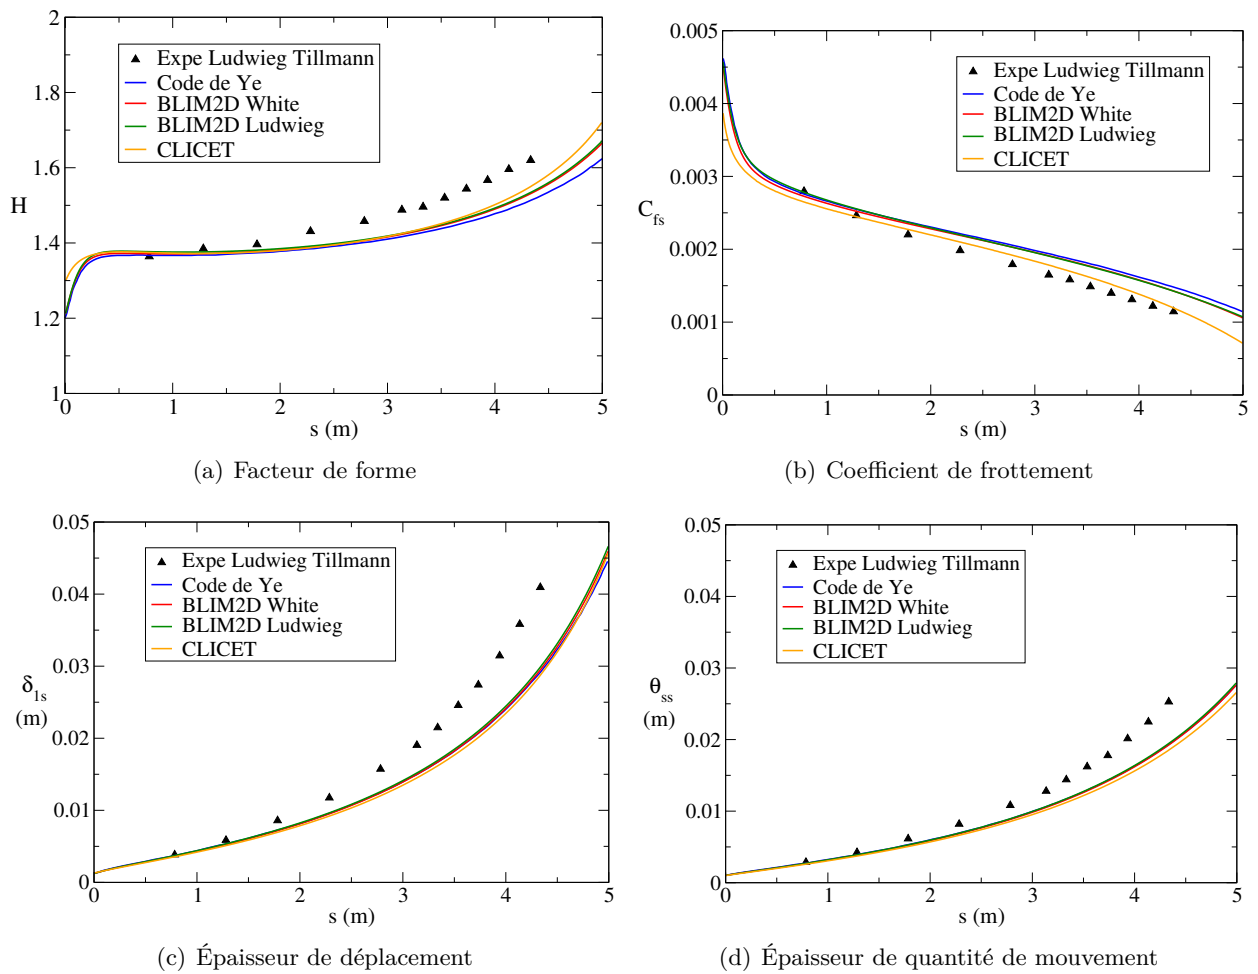 2
1.8
1.6
1.4
1.2
1
H
Expe Ludwieg Tillmann
Code de Ye
BLIM2D White
BLIM2D Ludwieg
CLICET
0 1 2 3 4 5
s (m)
(a) Facteur de forme
0.005
0.004
0.003
0.002
0.001
0
C_fs
Expe Ludwieg Tillmann
Code de Ye
BLIM2D White
BLIM2D Ludwieg
CLICET
0 1 2 3 4 5
s (m)
(b) Coefficient de frottement
0.05
0.04
0.03
0.02
0.01
0
δ_1s
(m)
Expe Ludwieg Tillmann
Code de Ye
BLIM2D White
BLIM2D Ludwieg
CLICET
0 1 2 3 4 5
s (m)
(c) Épaisseur de déplacement
0.05
0.04
0.03
0.02
0.01
0
θ_ss
(m)
Expe Ludwieg Tillmann
Code de Ye
BLIM2D White
BLIM2D Ludwieg
CLICET
0 1 2 3 4 5
s (m)
(d) Épaisseur de quantité de mouvement